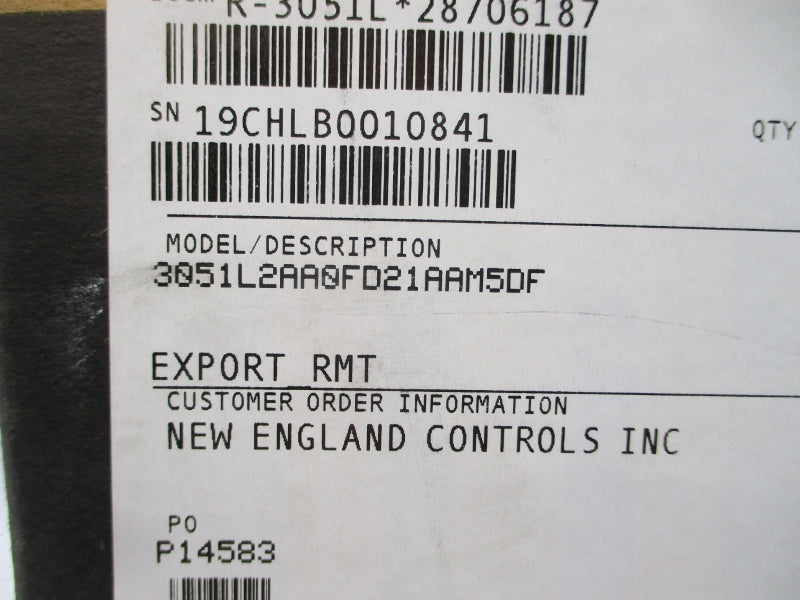 R-3051L*28706187
SN 19CHLB0010841
QTY
MODEL/DESCRIPTION
3051L2AA0FD21AAM5DF
EXPORT RMT
CUSTOMER ORDER INFORMATION
NEW ENGLAND CONTROLS INC
PO
P14583